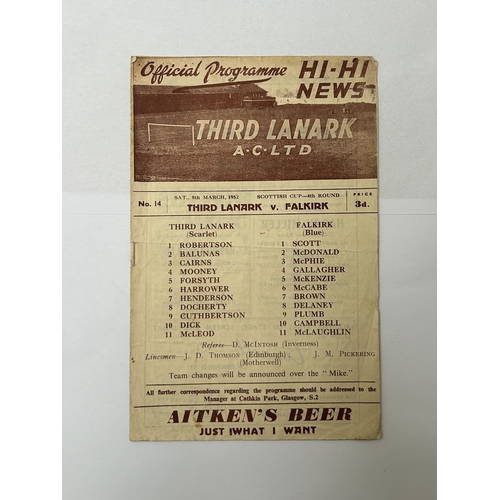 Official Programme
HI-HI
NEWS
THIRD LANARK
A·C·LTD
No. 14
SAT., 8th MARCH, 1952
SCOTTISH CUP—4th ROUND
THIRD LANARK v. FALKIRK
PRICE
3d.
THIRD LANARK
(Scarlet)
1 ROBERTSON
2 BALUNAS
3 CAIRNS
4 MOONEY
5 FORSYTH
6 HARROWER
7 HENDERSON
8 DOCHERTY
9 CUTHBERTSON
10 DICK
11 McLEOD
FALKIRK
(Blue)
1 SCOTT
2 McDONALD
3 McPHIE
4 GALLAGHER
5 McKENZIE
6 McCABE
7 BROWN
8 DELANEY
9 PLUMB
10 CAMPBELL
11 McLAUGHLIN
Referee—D. McINTOSH (Inverness)
Linesmen—J. D. THOMSON (Edinburgh); J. M. PICKERING
(Motherwell)
Team changes will be announced over the "Mike."
All further correspondence regarding the programme should be addressed to the
Manager at Cathkin Park, Glasgow, S.2
AITKEN'S BEER
JUST WHAT I WANT